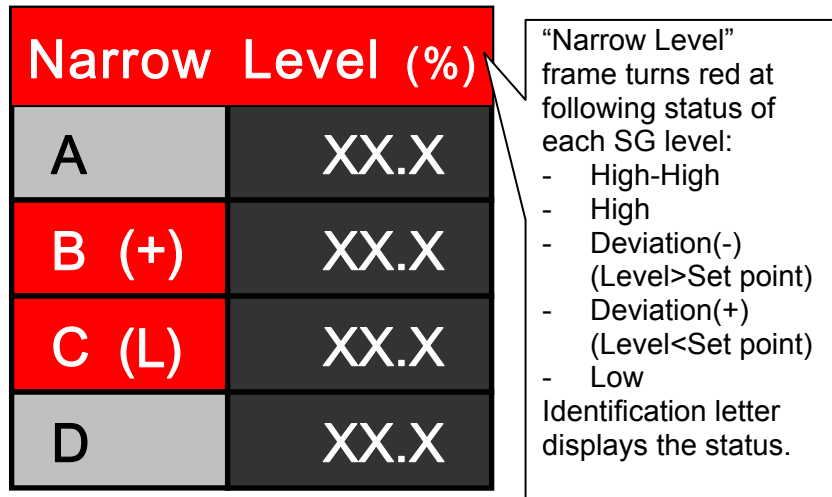 Narrow Level (%)
A XX.X
B (+) XX.X
C (L) XX.X
D XX.X
“Narrow Level”
frame turns red at
following status of
each SG level:
- High-High
- High
- Deviation(-)
(Level>Set point)
- Deviation(+)
(Level<Set point)
- Low
Identification letter
displays the status.